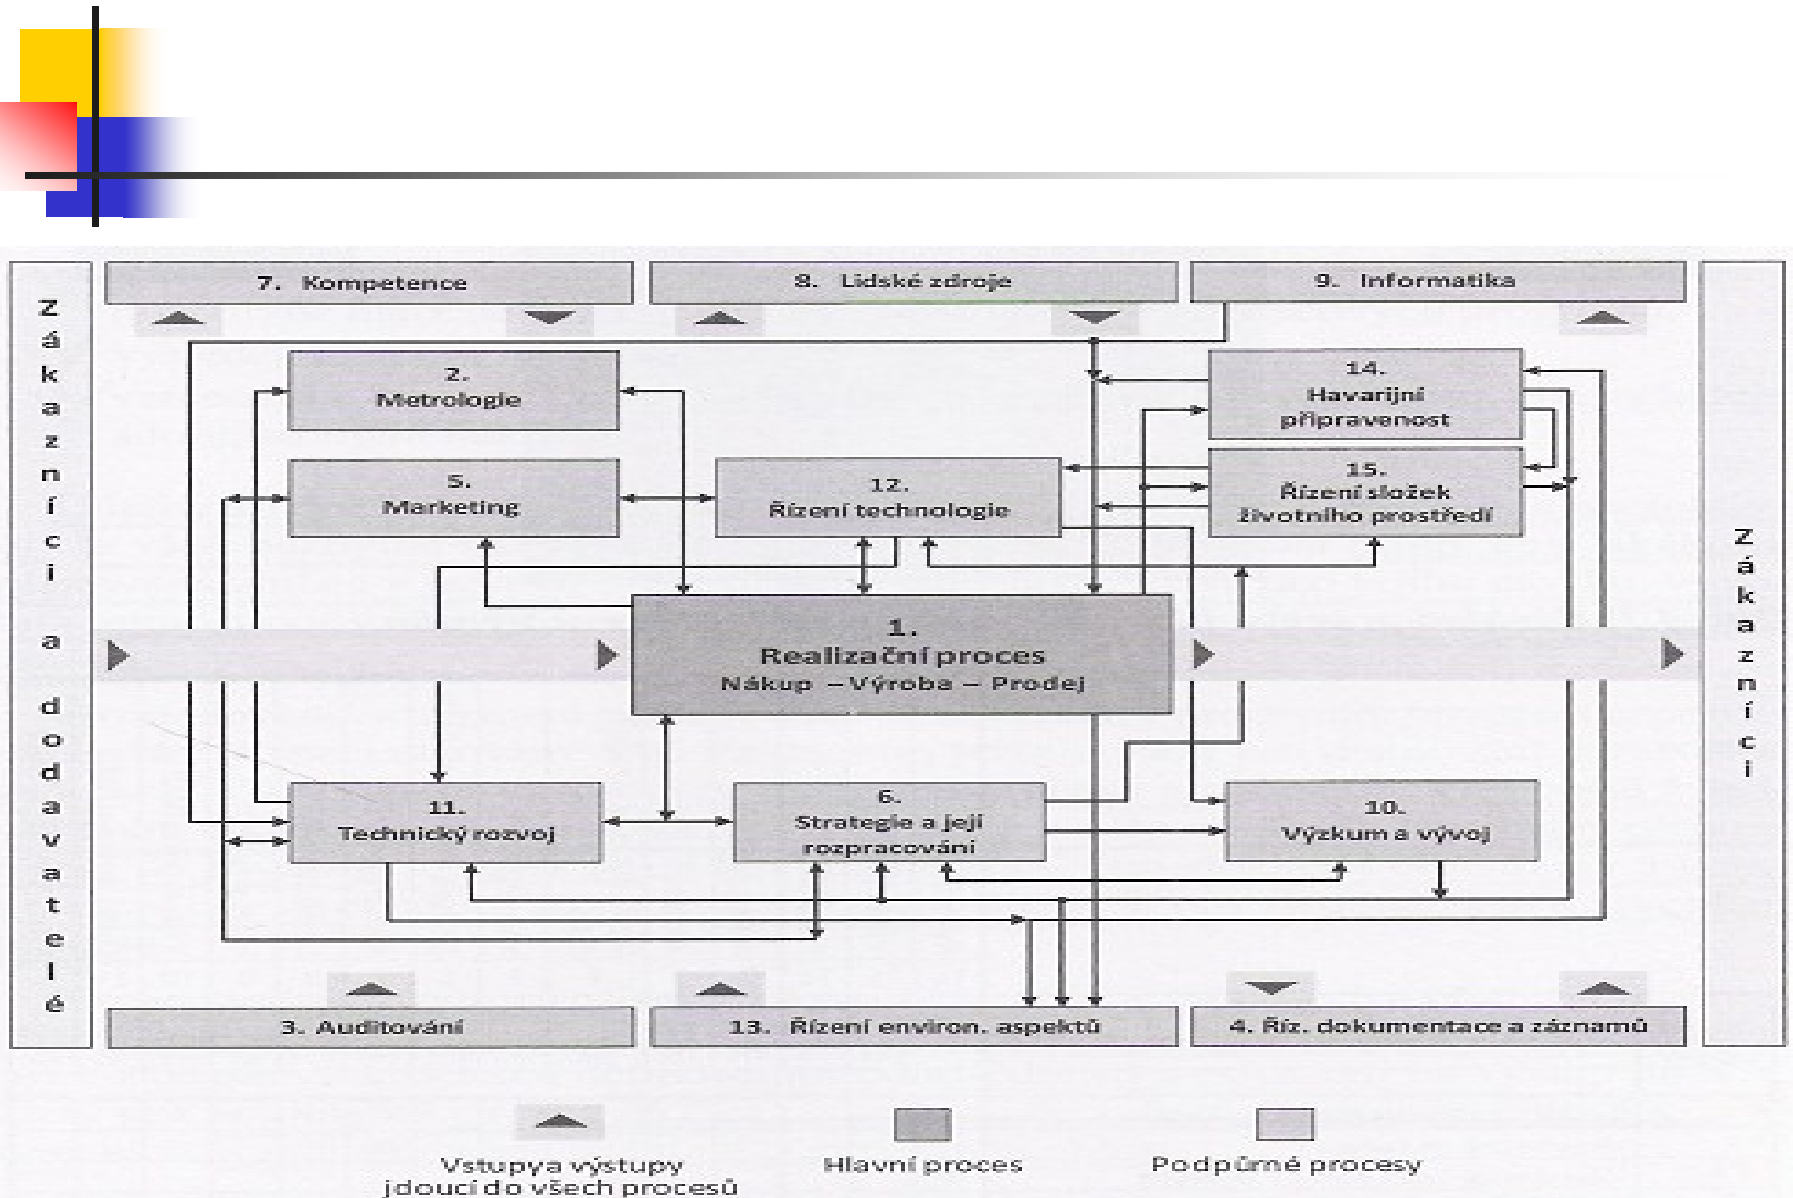 Zákazníci a dodavatelé
7. Kompetence
8. Lidské zdroje
9. Informatika
Zákazníci
2.
Metrologie
14.
Havarijní
připravenost
5.
Marketing
12.
Řízení technologie
15.
Řízení složek
životního prostředí
1.
Realizační proces
Nákup – Výroba – Prodej
11.
Technický rozvoj
6.
Strategie a její
rozpracování
10.
Výzkum a vývoj
3. Auditování
13. Řízení environ. aspektů
4. Říz. dokumentace a záznamů
Vstupy a výstupy
jdoucí do všech procesů
Hlavní proces
Podpůrné procesy